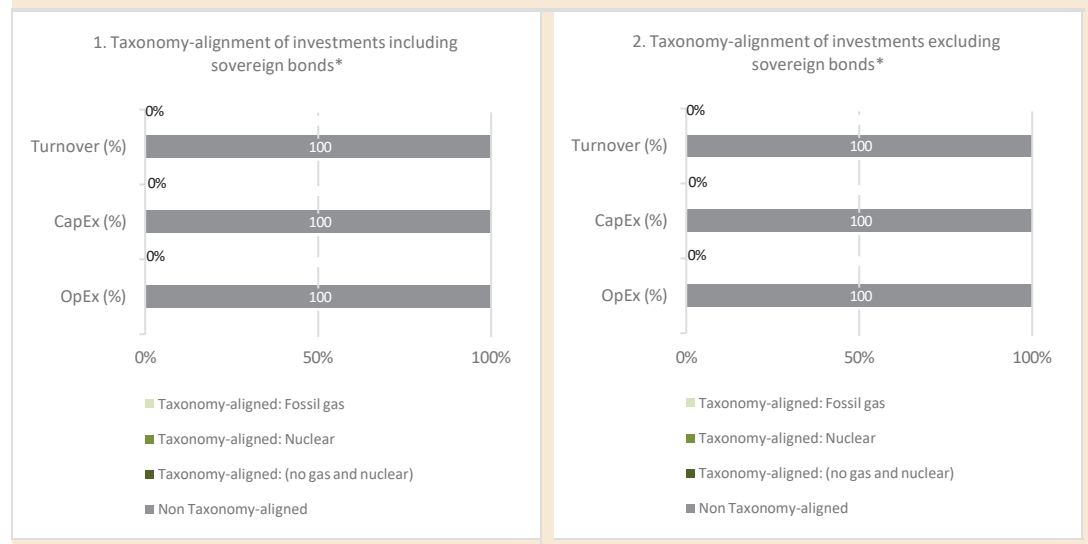 1. Taxonomy-alignment of investments including
sovereign bonds*
0%
Turnover (%)
100
0%
CapEx (%)
100
0%
OpEx (%)
100
0%
50%
100%
Taxonomy-aligned: Fossil gas
Taxonomy-aligned: Nuclear
Taxonomy-aligned: (no gas and nuclear)
Non Taxonomy-aligned
2. Taxonomy-alignment of investments excluding
sovereign bonds*
0%
Turnover (%)
100
0%
CapEx (%)
100
0%
OpEx (%)
100
0%
50%
100%
Taxonomy-aligned: Fossil gas
Taxonomy-aligned: Nuclear
Taxonomy-aligned: (no gas and nuclear)
Non Taxonomy-aligned